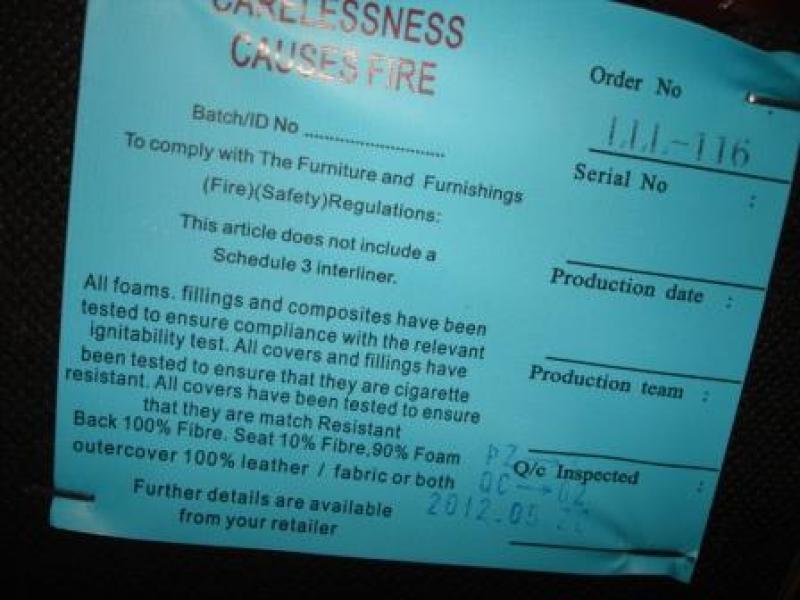 CARELESSNESS
CAUSES FIRE
Batch/ID No ........................
To comply with The Furniture and Furnishings
(Fire)(Safety)Regulations:
This article does not include a
Schedule 3 interliner.
All foams. fillings and composites have been
tested to ensure compliance with the relevant
ignitability test. All covers and fillings have
been tested to ensure that they are cigarette
resistant. All covers have been tested to ensure
that they are match Resistant
Back 100% Fibre. Seat 10% Fibre,90% Foam
outercover 100% leather / fabric or both
Further details are available
from your retailer
Order No :
LLL-116
Serial No :
Production date :
Production team :
Q/c Inspected :
QC
2012.05